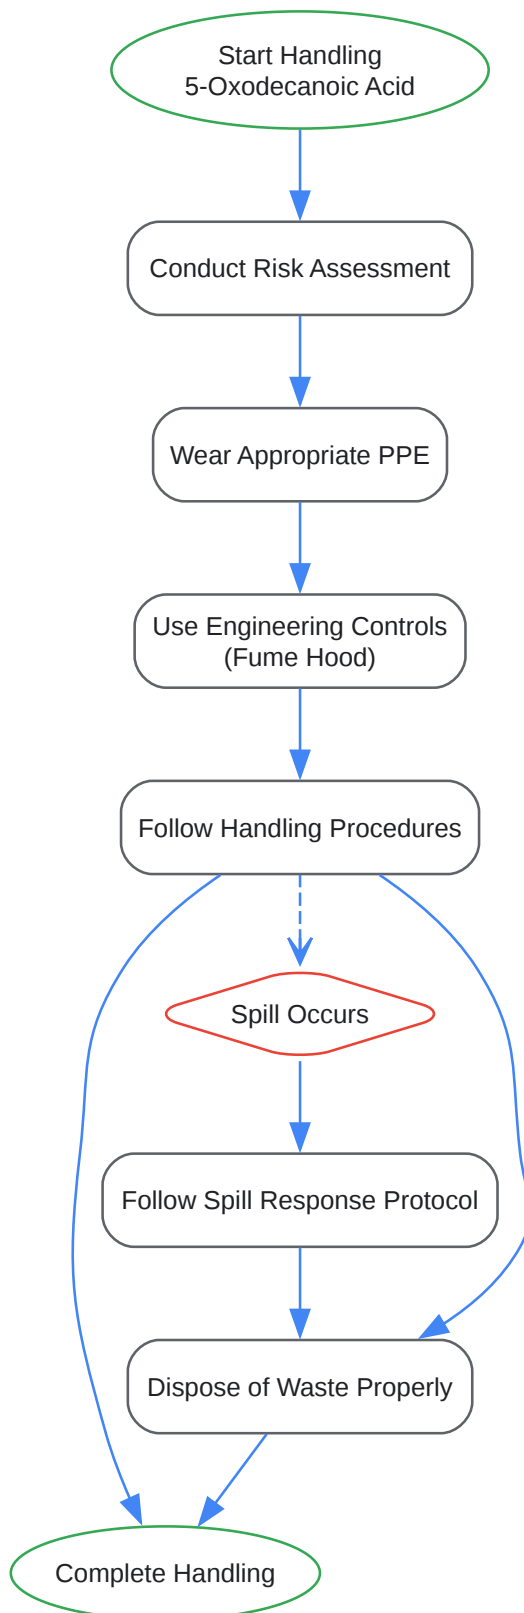 Start Handling
5-Oxodecanoic Acid
Conduct Risk Assessment
Wear Appropriate PPE
Use Engineering Controls
(Fume Hood)
Follow Handling Procedures
Spill Occurs
Follow Spill Response Protocol
Dispose of Waste Properly
Complete Handling